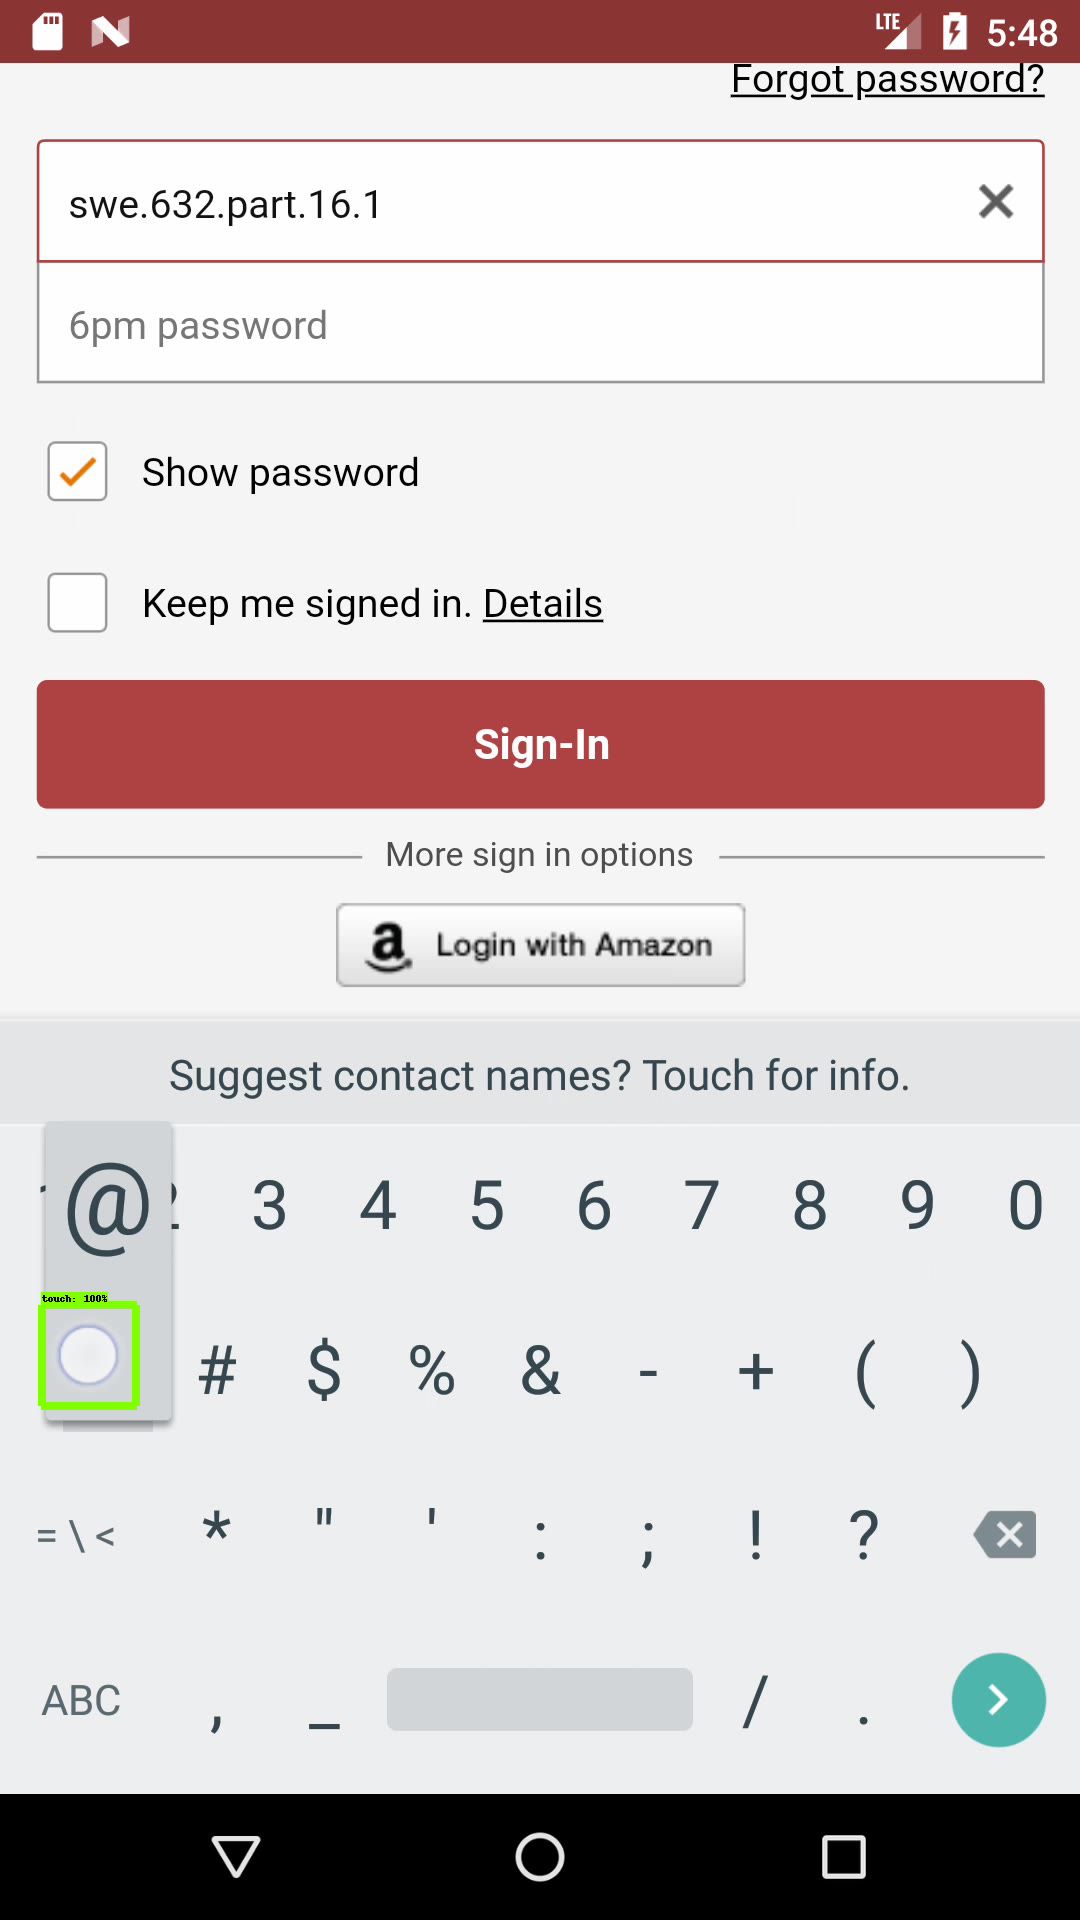 5:48
LTE
Forgot password?
swe.632.part.16.1
6pm password
Show password
Keep me signed in. Details
Sign-In
More sign in options
a Login with Amazon
Suggest contact names? Touch for info.
@ 3 4 5 6 7 8 9 0
touch: 100%
# $ % & - + ( )
= \ < * " ' : ; ! ?
ABC , _ / .